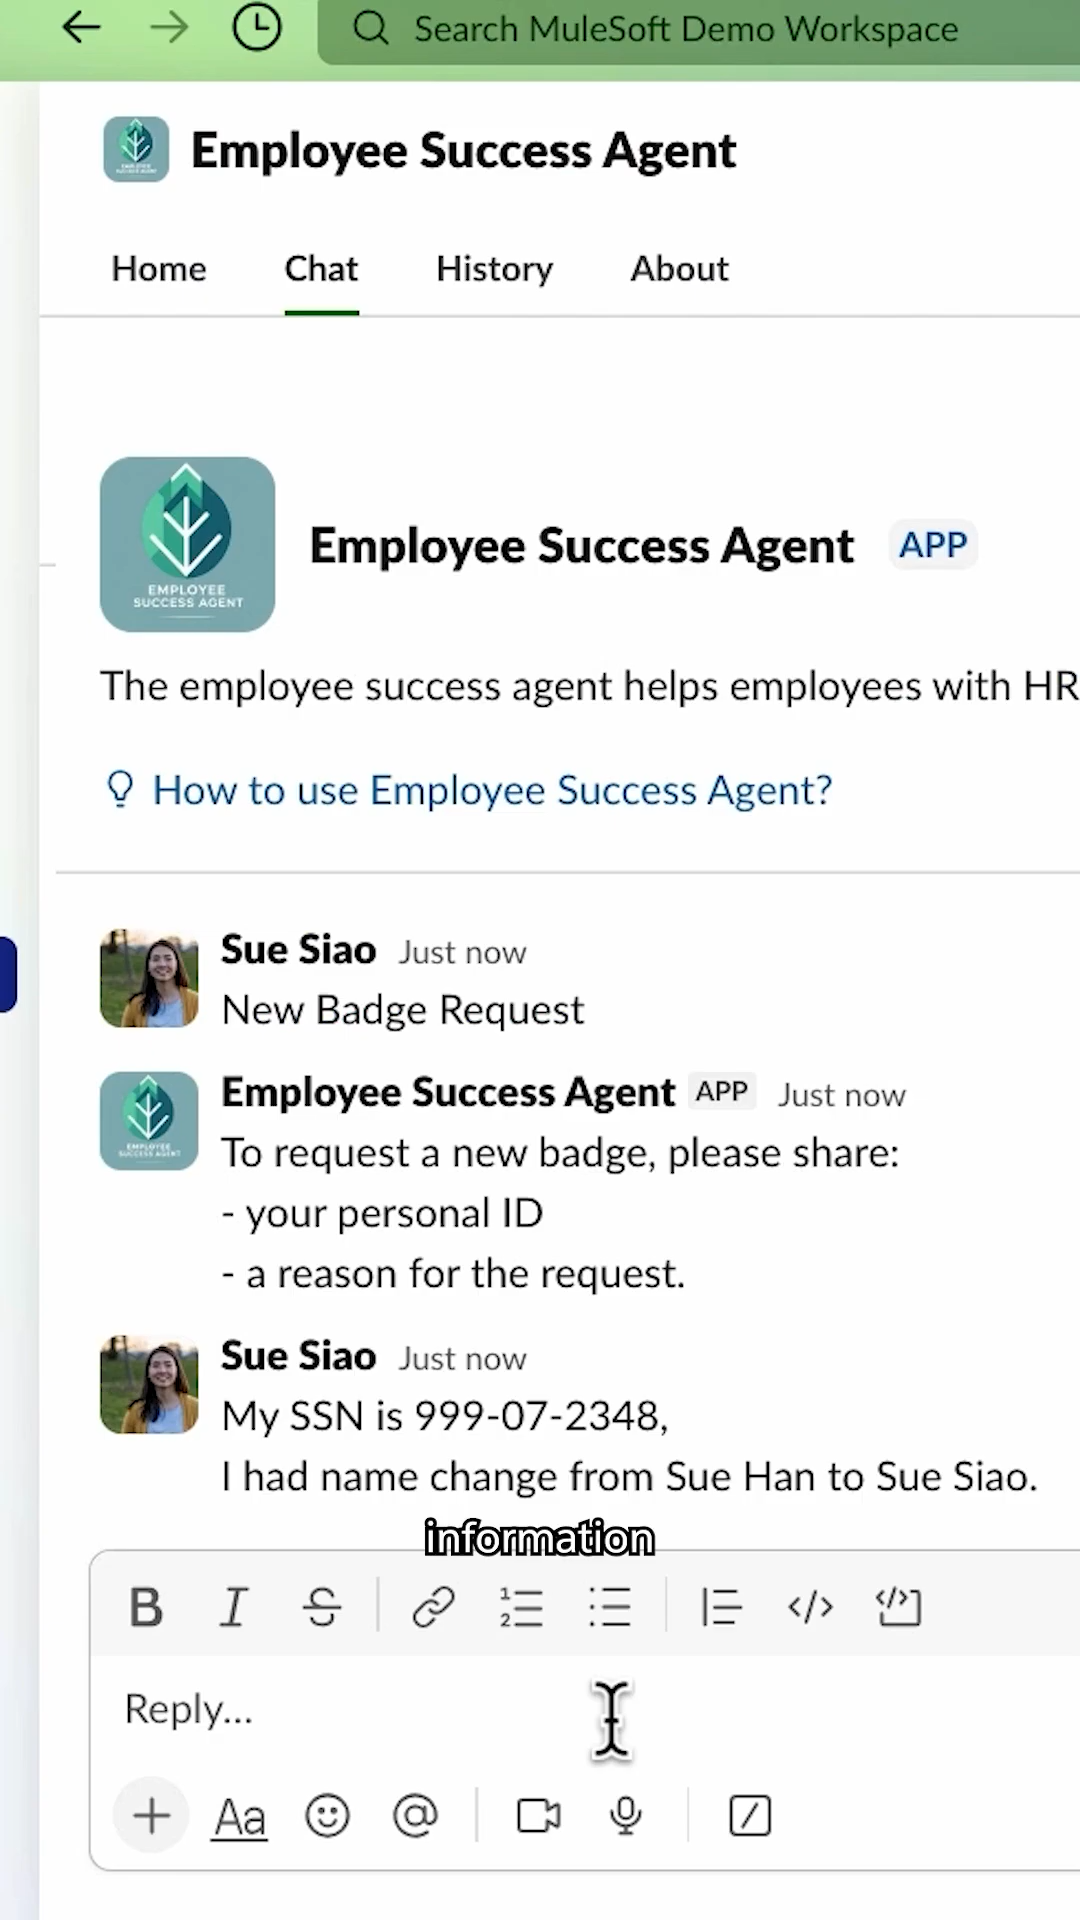 Search MuleSoft Demo Workspace
Employee Success Agent
Home Chat History About
EMPLOYEE
SUCCESS AGENT
Employee Success Agent APP
The employee success agent helps employees with HR
How to use Employee Success Agent?
Sue Siao Just now
New Badge Request
Employee Success Agent APP Just now
EMPLOYEE
SUCCESS AGENT
To request a new badge, please share:
- your personal ID
- a reason for the request.
Sue Siao Just now
My SSN is 999-07-2348,
I had name change from Sue Han to Sue Siao.
information
B I S
Reply...
Aa @